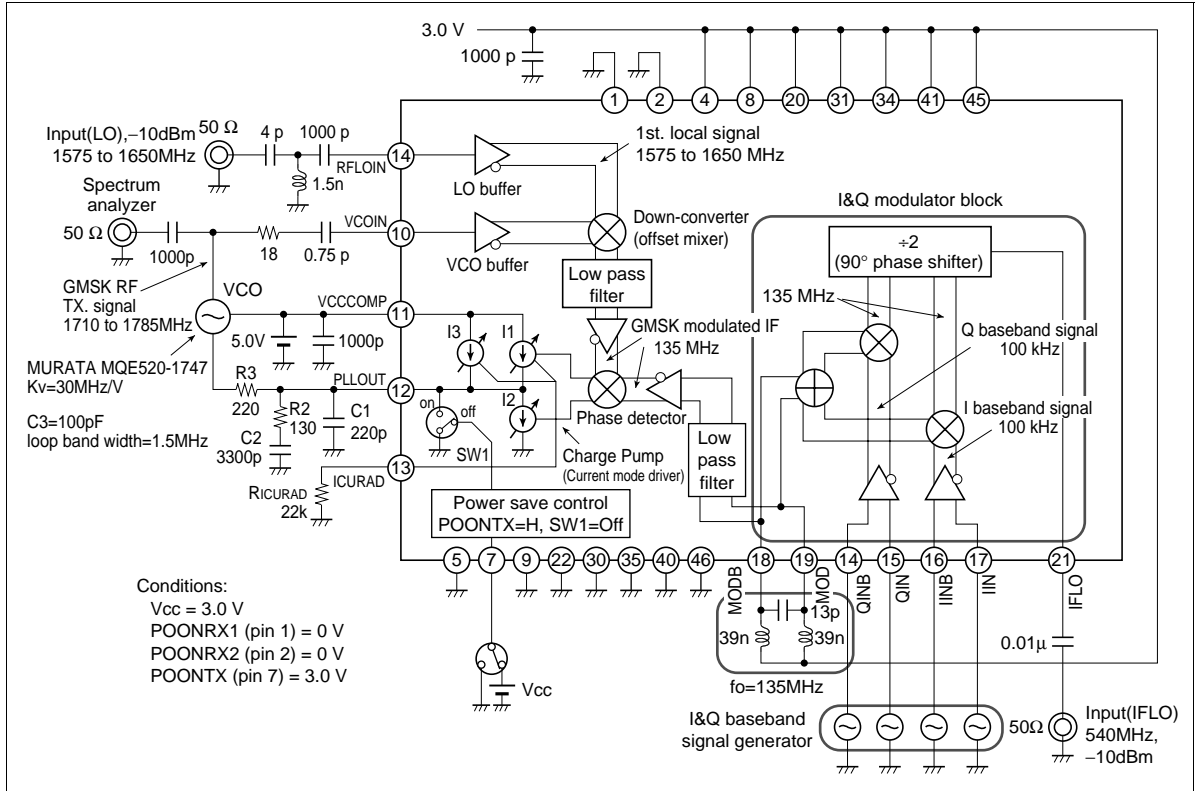 3.0 V
1000 p
1
2
4
8
20
31
34
41
45
Input(LO),–10dBm
1575 to 1650MHz
50 Ω
4 p
1000 p
1.5n
RFLOIN
14
LO buffer
1st. local signal
1575 to 1650 MHz
Spectrum
analyzer
50 Ω
1000p
18
0.75 p
VCOIN
10
VCO buffer
Down-converter
(offset mixer)
I&Q modulator block
÷2
(90° phase shifter)
GMSK RF
TX. signal
1710 to 1785MHz
VCO
VCCCOMP
11
5.0V
1000p
Low pass
filter
GMSK modulated IF
135 MHz
135 MHz
Q baseband signal
100 kHz
I baseband signal
100 kHz
MURATA MQE520-1747
Kv=30MHz/V
C3=100pF
loop band width=1.5MHz
R3
220
R2
130
C2
3300p
C1
220p
PLLOUT
12
I3
I1
I2
on
off
SW1
Phase detector
Charge Pump
(Current mode driver)
Low
pass
filter
13
ICURAD
RICURAD
22k
Power save control
POONTX=H, SW1=Off
5
7
9
22
30
35
40
46
18
19
14
15
16
17
21
MODB
MOD
QINB
QIN
IINB
IIN
IFLO
13p
39n
39n
fo=135MHz
0.01µ
Conditions:
Vcc = 3.0 V
POONRX1 (pin 1) = 0 V
POONRX2 (pin 2) = 0 V
POONTX (pin 7) = 3.0 V
Vcc
I&Q baseband
signal generator
50Ω
Input(IFLO)
540MHz,
–10dBm